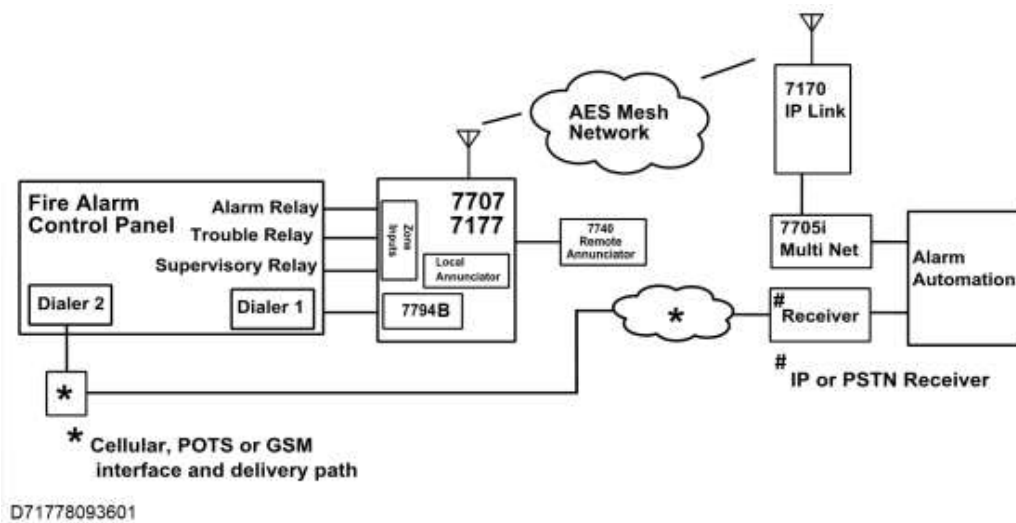 AES Mesh
Network
7170
IP Link
Fire Alarm
Control Panel
Alarm Relay
Trouble Relay
Supervisory Relay
Dialer 2
Dialer 1
Zone
Inputs
7707
7177
Local
Annunciator
7794B
7740
Remote
Annunciator
7705i
Multi Net
Alarm
Automation
*
#
Receiver
#
IP or PSTN Receiver
*
* Cellular, POTS or GSM
interface and delivery path
D71778093601